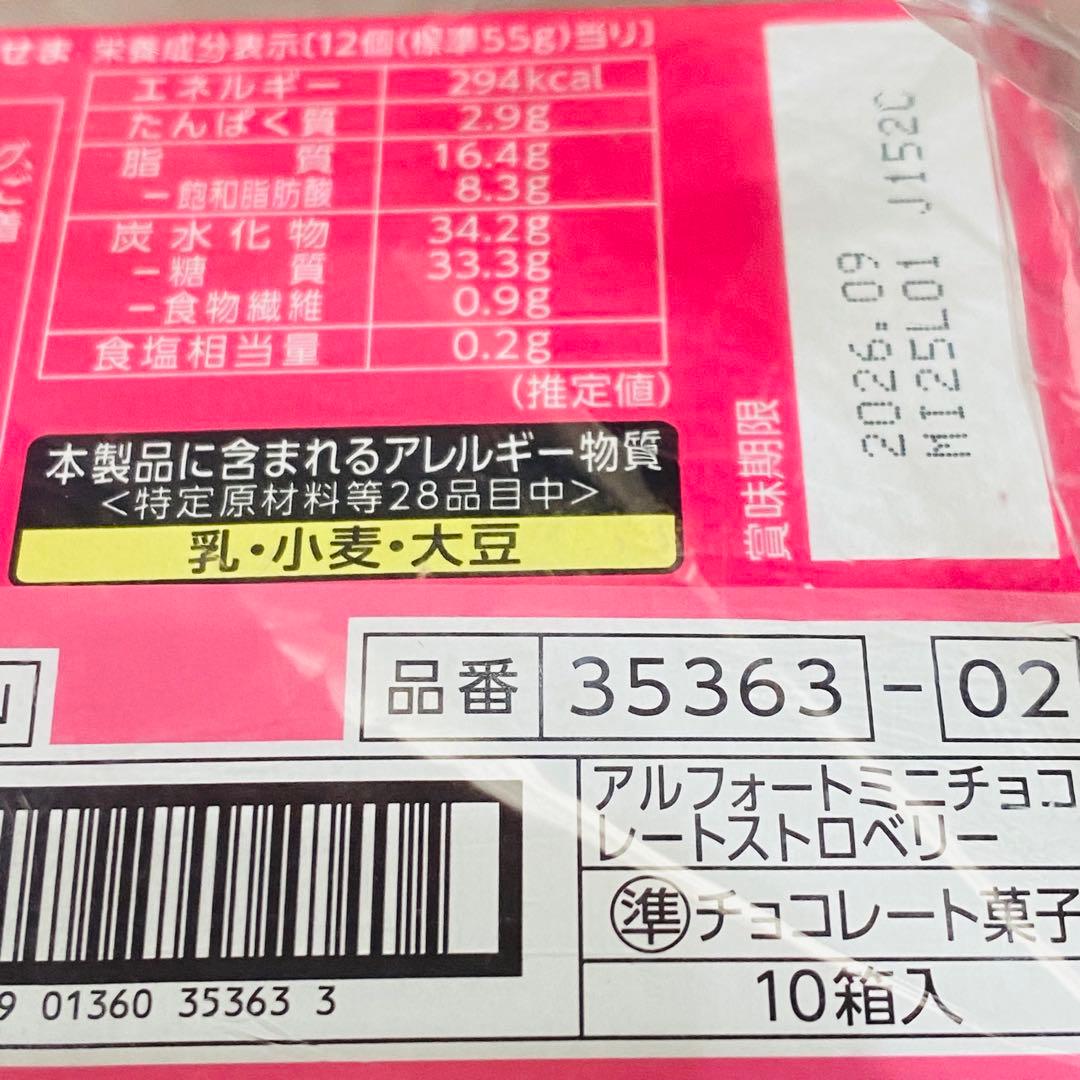 せま 栄養成分表示[12個(標準55g)当り]
エネルギー 294kcal
たんぱく質 2.9g
脂質 16.4g
－飽和脂肪酸 8.3g
炭水化物 34.2g
－糖質 33.3g
－食物繊維 0.9g
食塩相当量 0.2g
(推定値)
グ、
ご
着
本製品に含まれるアレルギー物質
<特定原材料等28品目中>
乳・小麦・大豆
賞味期限
2026.09
MI25L01 J152C
品番 35363-02
アルフォートミニチョコ
レートストロベリー
準チョコレート菓子
10箱入
9 01360 35363 3